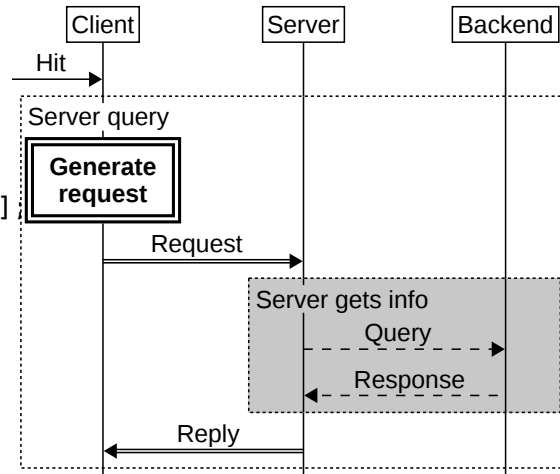 Client
Server
Backend
Hit
Server query
Generate
request
] ,
Request
Server gets info
Query
Response
Reply